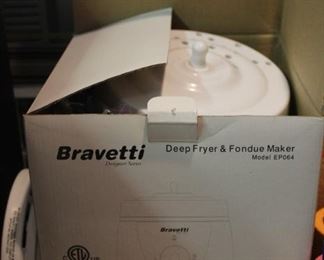 Bravetti
Designer Series
Deep Fryer & Fondue Maker
Model EP064